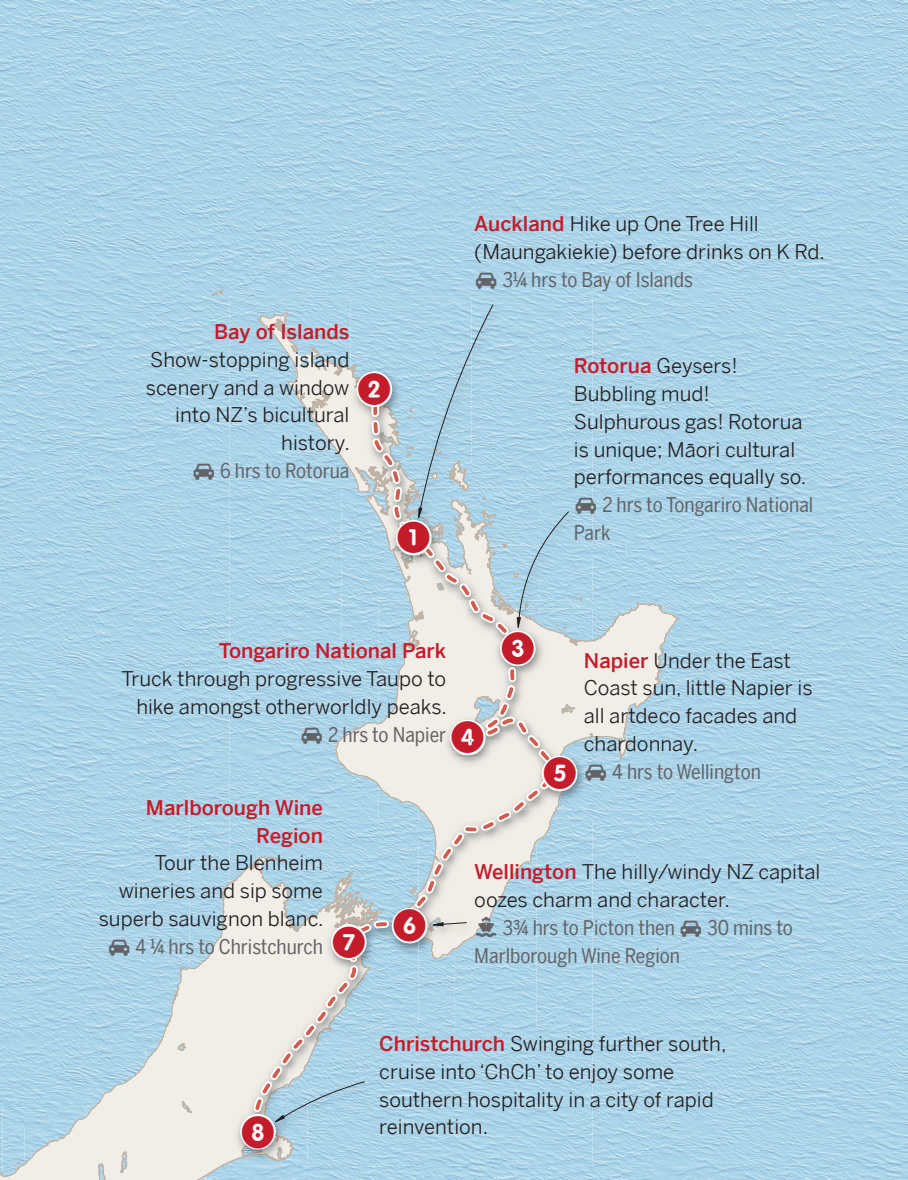 Auckland Hike up One Tree Hill
(Maungakiekie) before drinks on K Rd.
3¼ hrs to Bay of Islands
Bay of Islands
Show-stopping island
scenery and a window
into NZ’s bicultural
history.
6 hrs to Rotorua
2
Rotorua Geysers!
Bubbling mud!
Sulphurous gas! Rotorua
is unique; Māori cultural
performances equally so.
2 hrs to Tongariro National
Park
1
3
Tongariro National Park
Truck through progressive Taupo to
hike amongst otherworldly peaks.
2 hrs to Napier
4
Napier Under the East
Coast sun, little Napier is
all artdeco facades and
chardonnay.
4 hrs to Wellington
5
Marlborough Wine
Region
Tour the Blenheim
wineries and sip some
superb sauvignon blanc.
4 ¼ hrs to Christchurch
7
6
Wellington The hilly/windy NZ capital
oozes charm and character.
3¾ hrs to Picton then 30 mins to
Marlborough Wine Region
Christchurch Swinging further south,
cruise into ‘ChCh’ to enjoy some
southern hospitality in a city of rapid
reinvention.
8